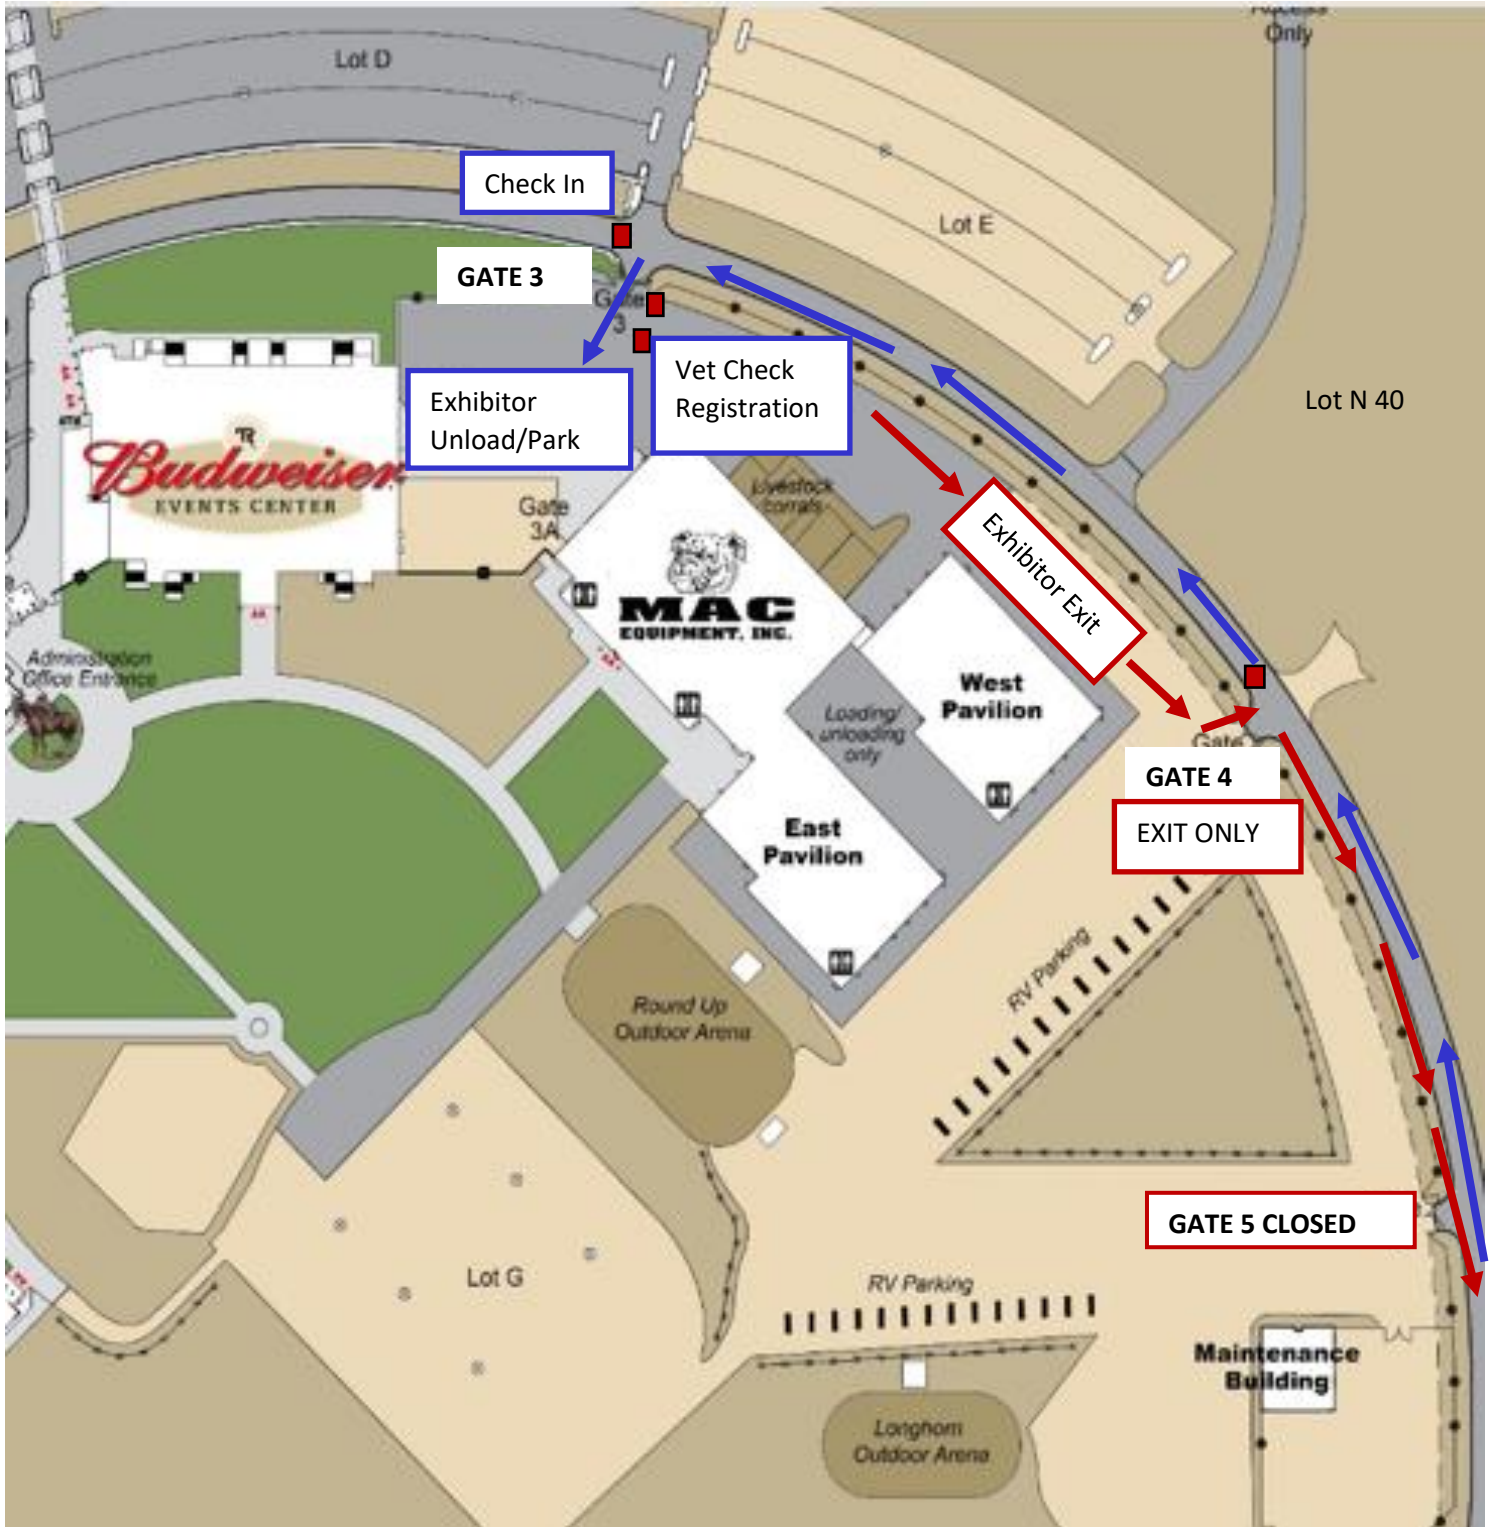 Access
Only
Lot D
Check In
Lot E
GATE 3
Gate
3
Vet Check
Registration
Exhibitor
Unload/Park
Lot N 40
TR
Budweiser
EVENTS CENTER
Gate
3A
Livestock
corrals
Exhibitor Exit
MAC
EQUIPMENT, INC.
Administration
Office Entrance
West
Pavilion
Loading/
unloading
only
Gate
GATE 4
EXIT ONLY
East
Pavilion
RV Parking
Round Up
Outdoor Arena
GATE 5 CLOSED
Lot G
RV Parking
Maintenance
Building
Longhorn
Outdoor Arena